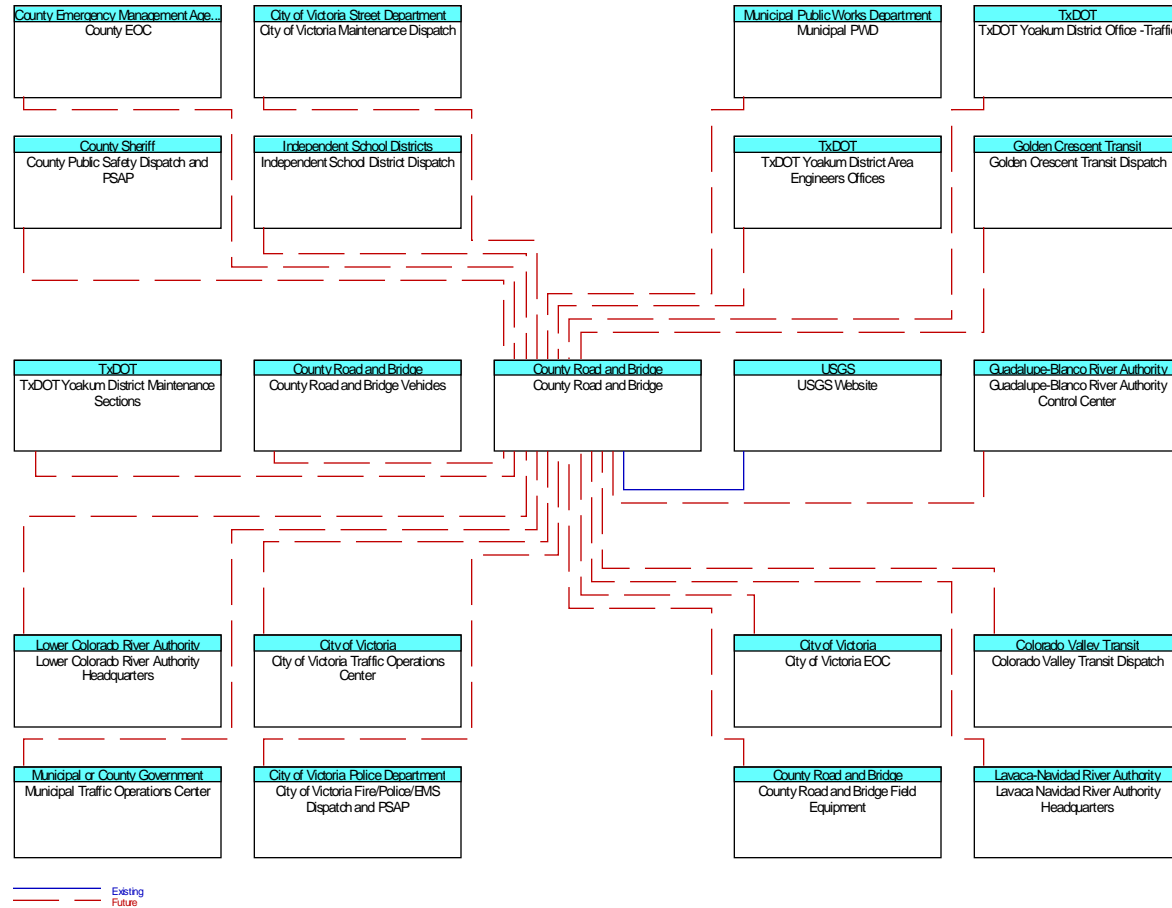 County Emergency Management Age...
County EOC
City of Victoria Street Department
City of Victoria Maintenance Dispatch
Municipal Public Works Department
Municipal PWD
TxDOT
TxDOT Yoakum District Office -Traffic
County Sheriff
County Public Safety Dispatch and
PSAP
Independent School Districts
Independent School District Dispatch
TxDOT
TxDOT Yoakum District Area
Engineers Offices
Golden Crescent Transit
Golden Crescent Transit Dispatch
TxDOT
TxDOT Yoakum District Maintenance
Sections
County Road and Bridge
County Road and Bridge Vehicles
County Road and Bridge
County Road and Bridge
USGS
USGS Website
Guadalupe-Blanco River Authority
Guadalupe-Blanco River Authority
Control Center
Lower Colorado River Authority
Lower Colorado River Authority
Headquarters
City of Victoria
City of Victoria Traffic Operations
Center
City of Victoria
City of Victoria EOC
Colorado Valley Transit
Colorado Valley Transit Dispatch
Municipal or County Government
Municipal Traffic Operations Center
City of Victoria Police Department
City of Victoria Fire/Police/EMS
Dispatch and PSAP
County Road and Bridge
County Road and Bridge Field
Equipment
Lavaca-Navidad River Authority
Lavaca Navidad River Authority
Headquarters
Existing
Future